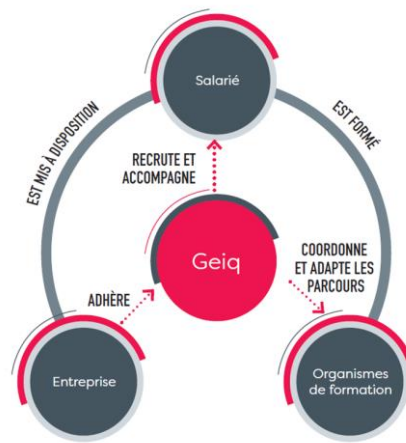 Salarié
EST MIS À DISPOSITION
EST FORMÉ
RECRUTE ET
ACCOMPAGNE
Geiq
COORDONNE
ET ADAPTE LES
PARCOURS
ADHÈRE
Entreprise
Organismes
de formation